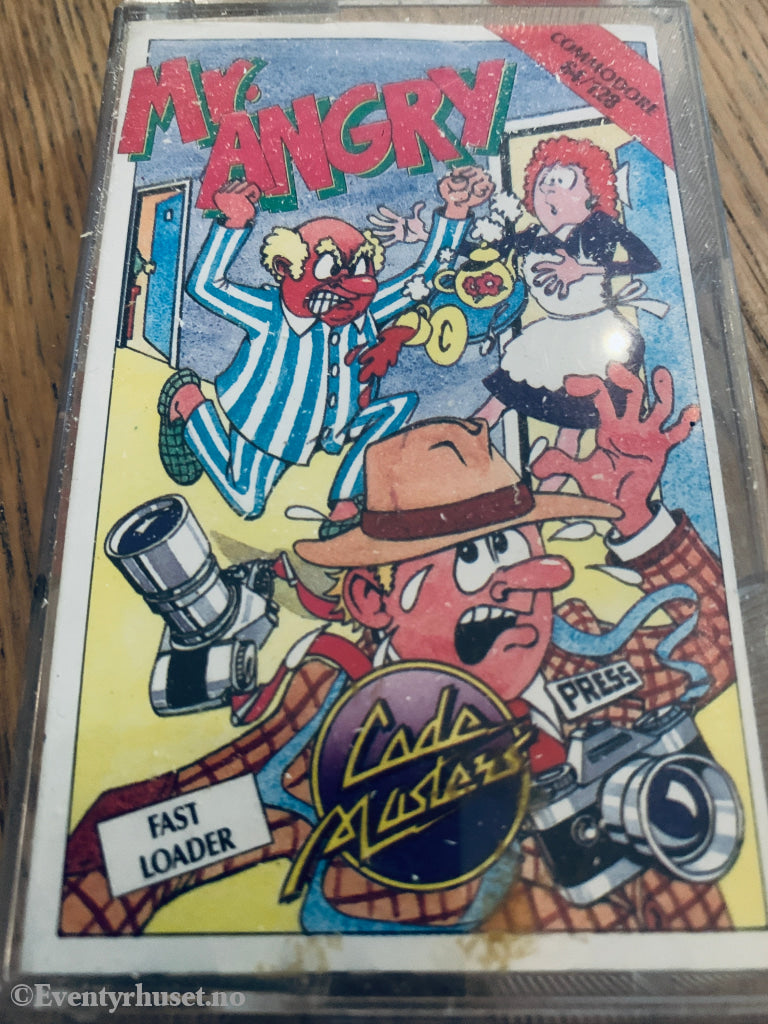 Mr.
ANGRY
COMMODORE
64/128
PRESS
Code
Masters
FAST
LOADER
©Eventyrhuset.no